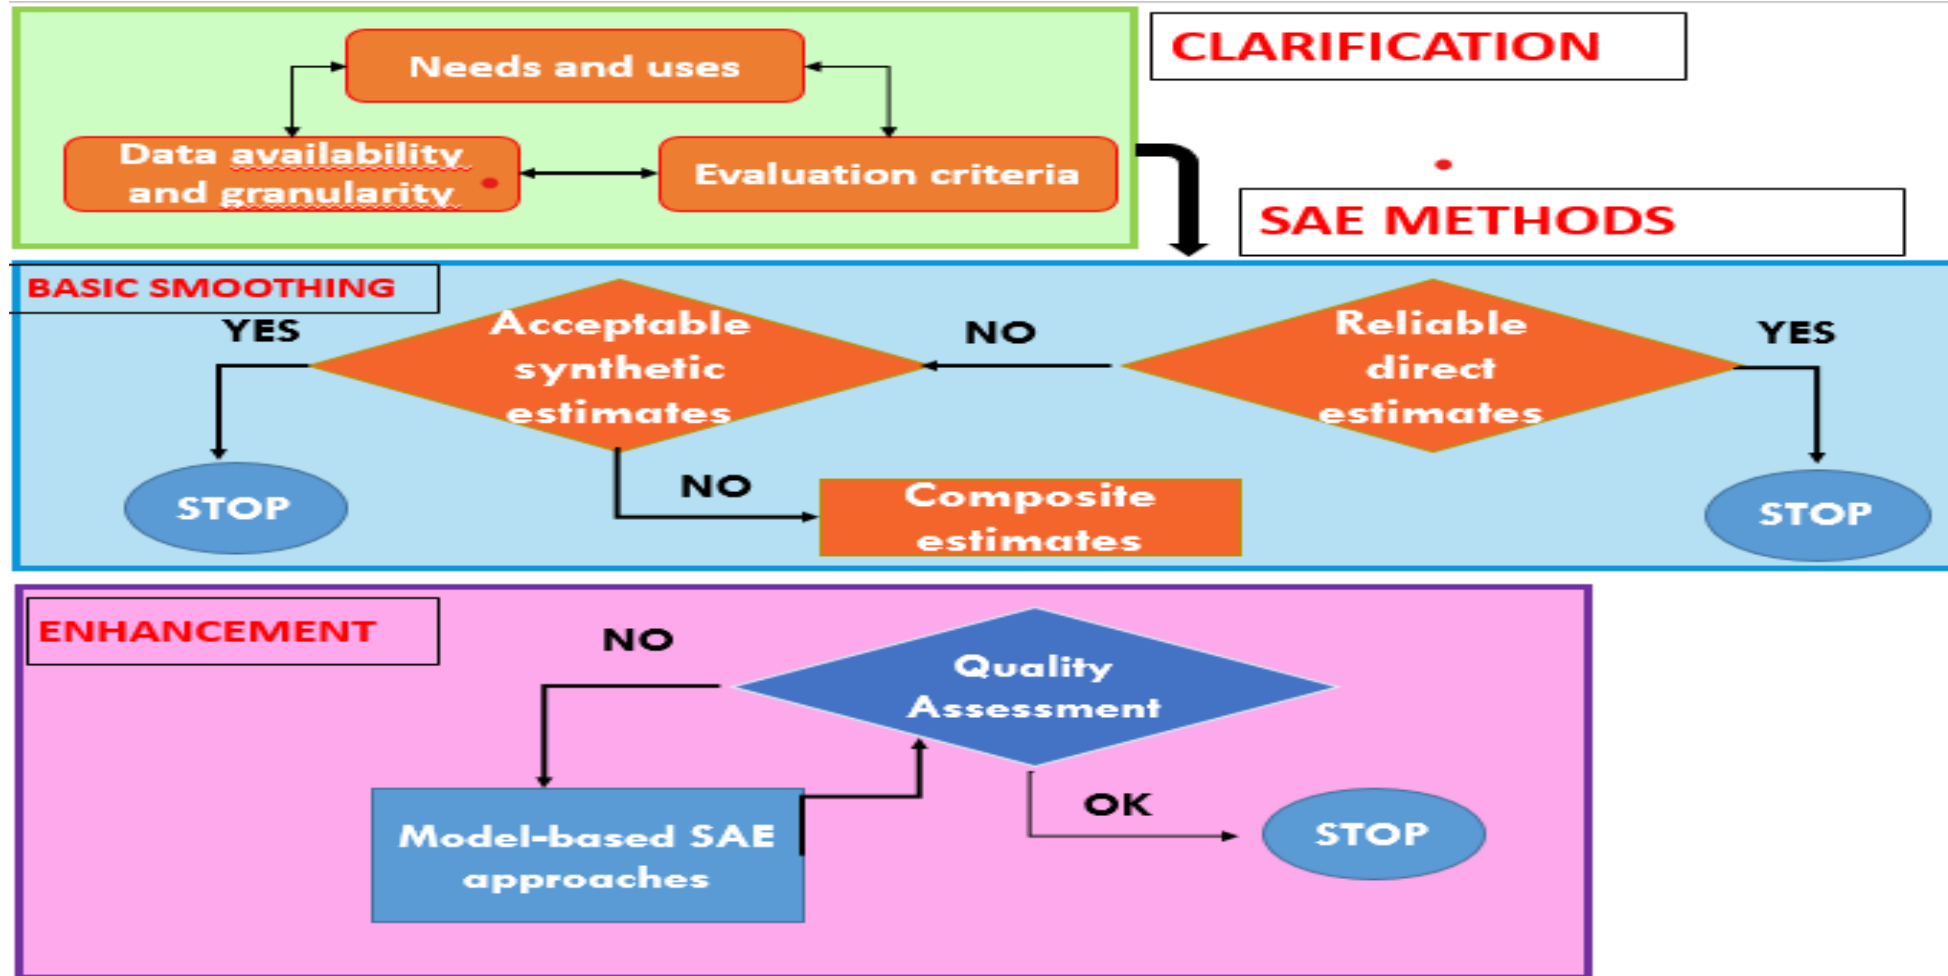 CLARIFICATION
Needs and uses
Data availability
and granularity
Evaluation criteria
SAE METHODS
BASIC SMOOTHING
YES
Acceptable
synthetic
estimates
NO
Reliable
direct
estimates
YES
STOP
NO
Composite
estimates
STOP
ENHANCEMENT
NO
Quality
Assessment
Model-based SAE
approaches
OK
STOP